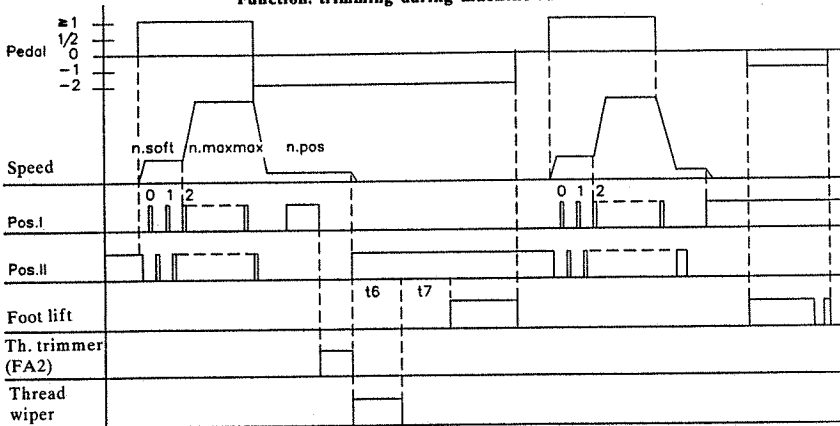 Function: trimming during machine
≥1
1/2
Pedal 0
−1
−2
n.soft n.maxmax n.pos
Speed
0 1 2 0 1 2
Pos.I
Pos.II
t6 t7
Foot lift
Th. trimmer
(FA2)
Thread
wiper